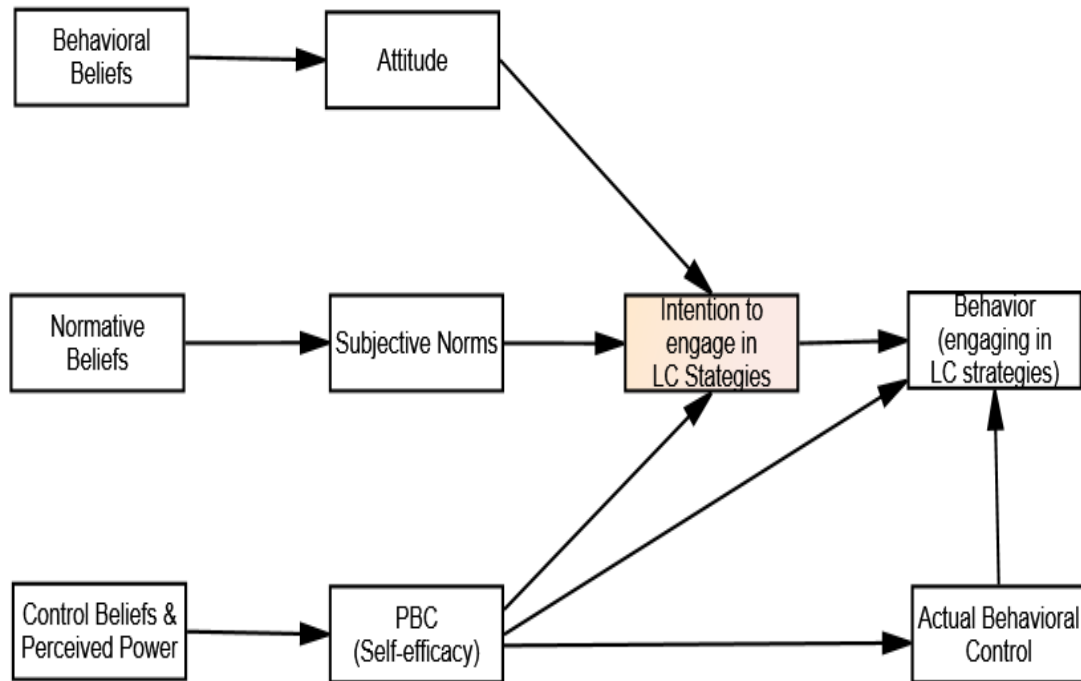 Behavioral
Beliefs
Attitude
Normative
Beliefs
Subjective Norms
Intention to
engage in
LC Stategies
Behavior
(engaging in
LC strategies)
Control Beliefs &
Perceived Power
PBC
(Self-efficacy)
Actual Behavioral
Control